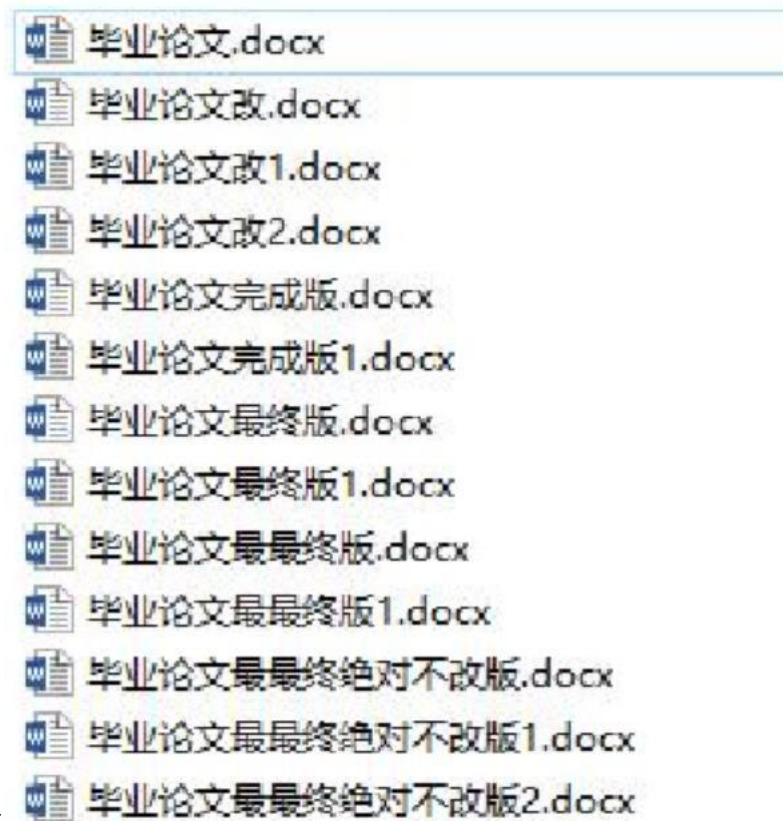 毕业论文.docx
毕业论文改.docx
毕业论文改1.docx
毕业论文改2.docx
毕业论文完成版.docx
毕业论文完成版1.docx
毕业论文最终版.docx
毕业论文最终版1.docx
毕业论文最最终版.docx
毕业论文最最终版1.docx
毕业论文最最终绝对不改版.docx
毕业论文最最终绝对不改版1.docx
毕业论文最最终绝对不改版2.docx